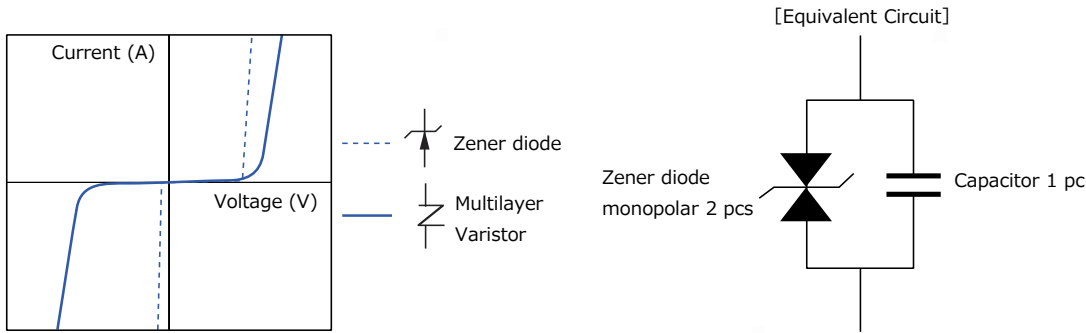 [Equivalent Circuit]
Current (A)
Voltage (V)
Zener diode
Multilayer
Varistor
Zener diode
monopolar 2 pcs
Capacitor 1 pc